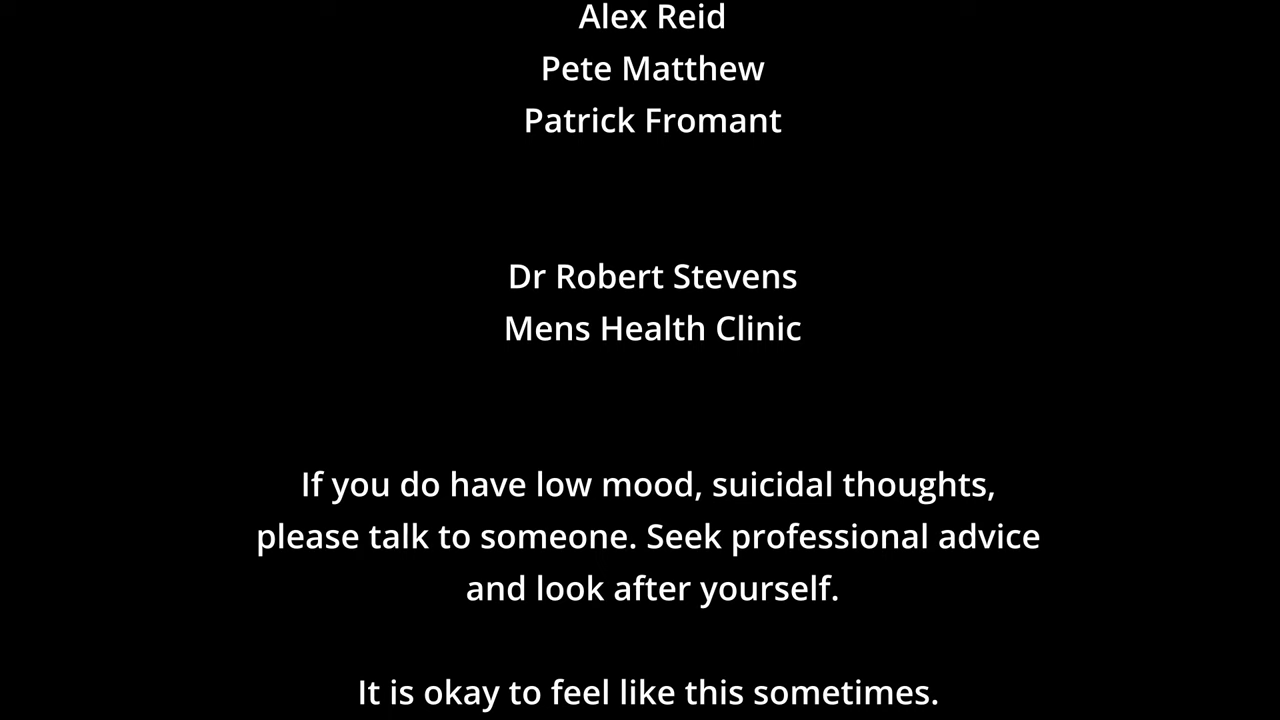 Alex Reid
Pete Matthew
Patrick Fromant
Dr Robert Stevens
Mens Health Clinic
If you do have low mood, suicidal thoughts,
please talk to someone. Seek professional advice
and look after yourself.
It is okay to feel like this sometimes.